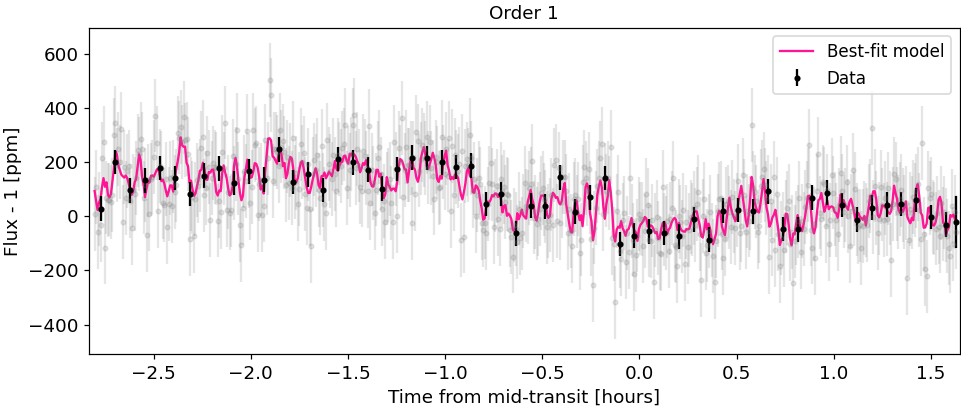 Order 1
Flux - 1 [ppm]
600
400
200
0
−200
−400
Best-fit model
Data
−2.5 −2.0 −1.5 −1.0 −0.5 0.0 0.5 1.0 1.5
Time from mid-transit [hours]